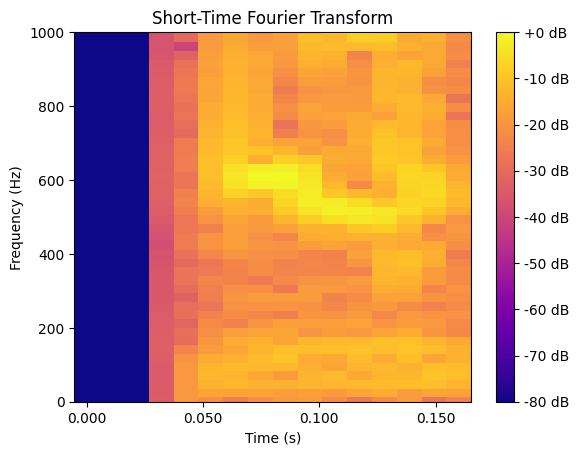 Short-Time Fourier Transform
1000
800
600
400
200
0
Frequency (Hz)
0.000
0.050
0.100
0.150
Time (s)
+0 dB
-10 dB
-20 dB
-30 dB
-40 dB
-50 dB
-60 dB
-70 dB
-80 dB